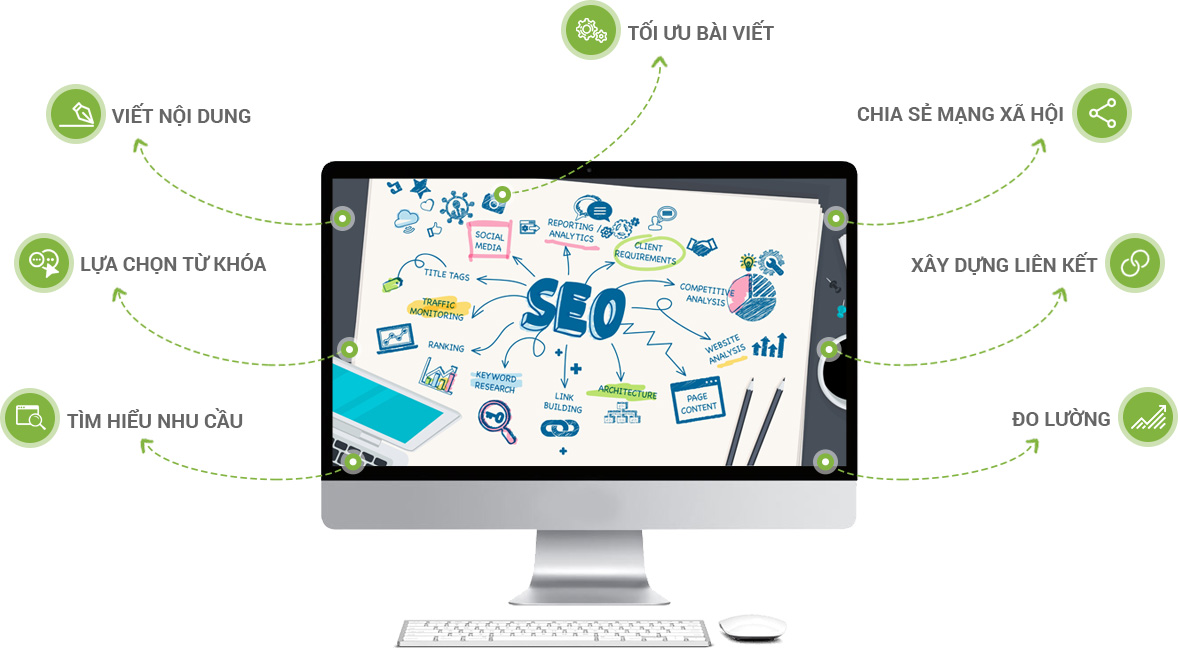 TỐI ƯU BÀI VIẾT
VIẾT NỘI DUNG
CHIA SẺ MẠNG XÃ HỘI
LỰA CHỌN TỪ KHÓA
XÂY DỰNG LIÊN KẾT
TÌM HIỂU NHU CẦU
ĐO LƯỜNG
SOCIAL
MEDIA
REPORTING /
ANALYTICS
CLIENT
REQUIREMENTS
TITLE TAGS
SEO
COMPETITIVE
ANALYSIS
TRAFFIC
MONITORING
RANKING
WEBSITE
ANALYSIS
KEYWORD
RESEARCH
LINK
BUILDING
ARCHITECTURE
PAGE
CONTENT